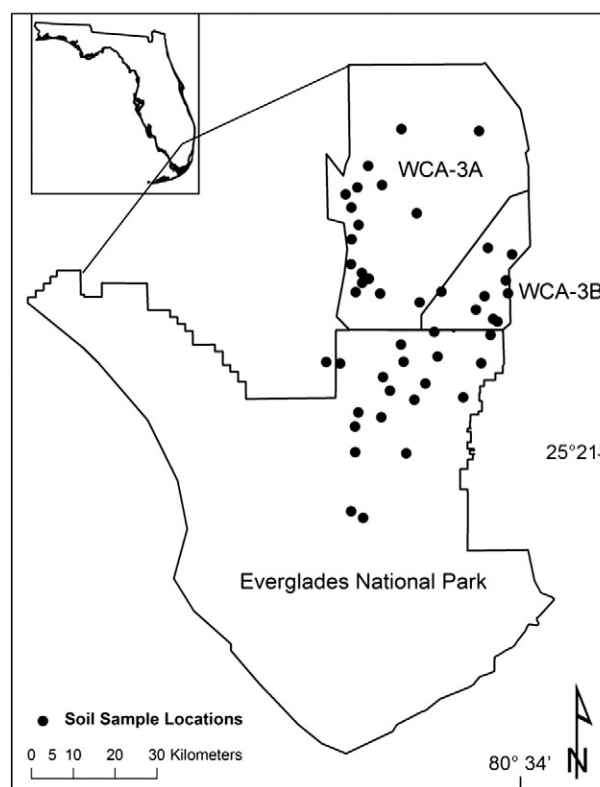 WCA-3A
WCA-3B
25°21'
Everglades National Park
Soil Sample Locations
0 5 10 20 30 Kilometers
80° 34'
N